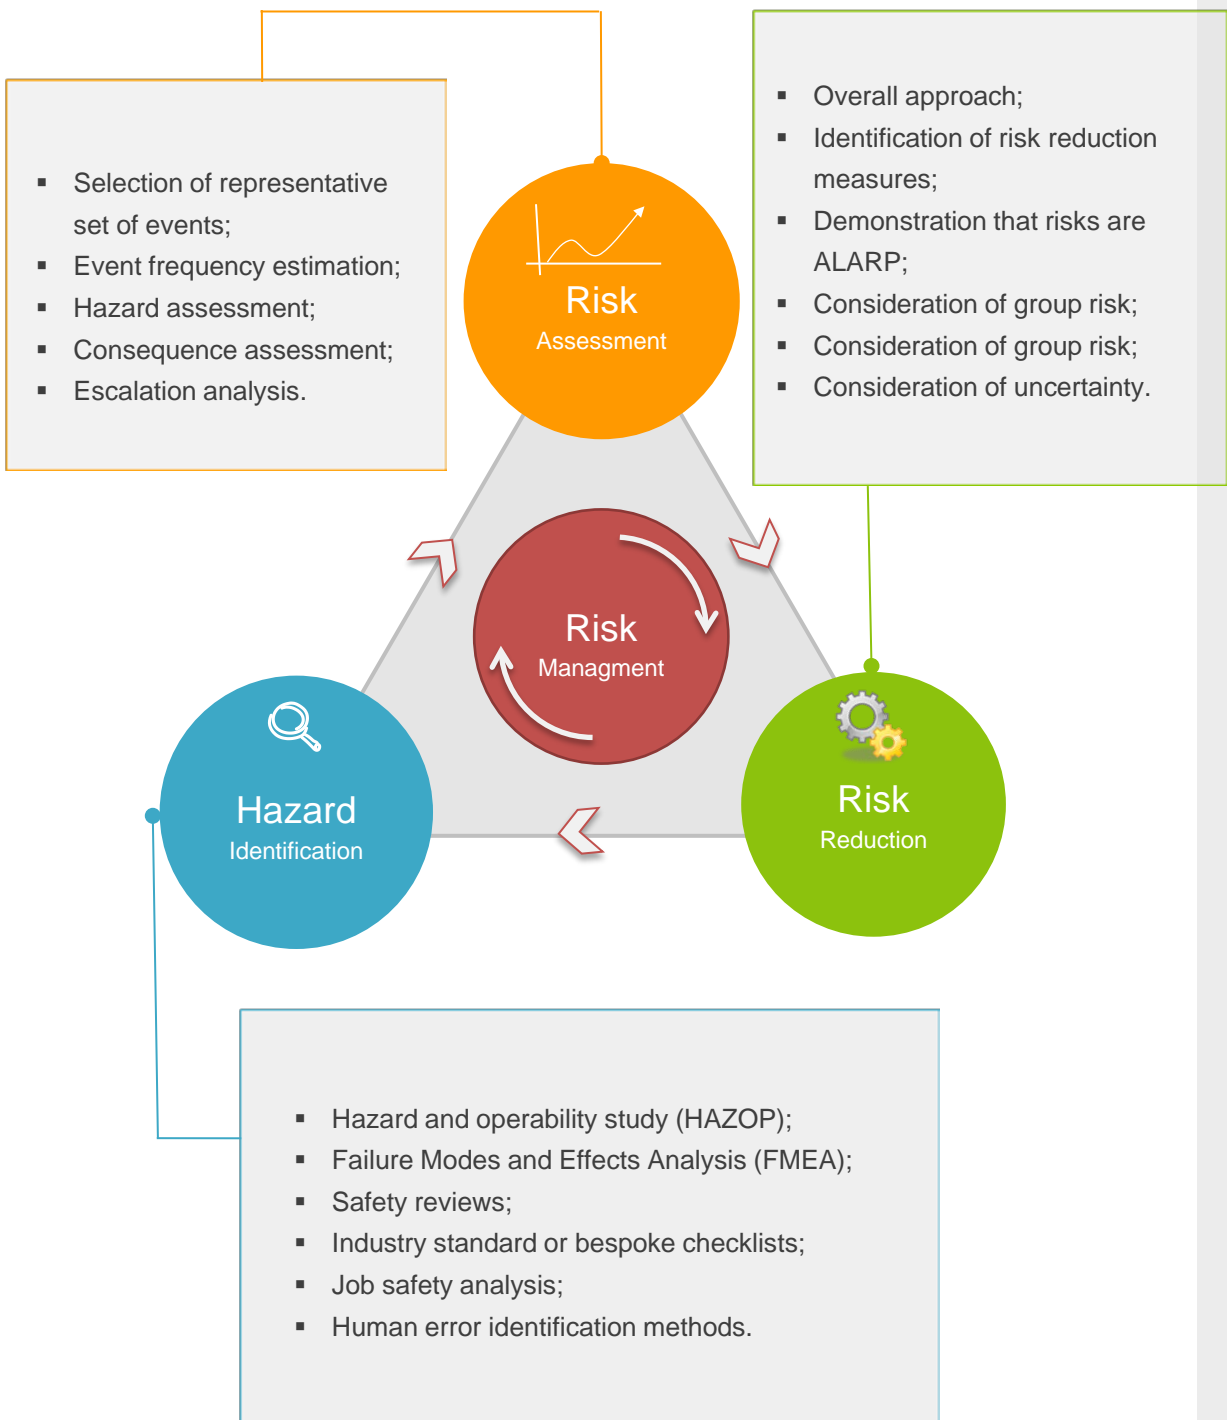 ▪ Selection of representative
set of events;
▪ Event frequency estimation;
▪ Hazard assessment;
▪ Consequence assessment;
▪ Escalation analysis.
▪ Overall approach;
▪ Identification of risk reduction
measures;
▪ Demonstration that risks are
ALARP;
▪ Consideration of group risk;
▪ Consideration of group risk;
▪ Consideration of uncertainty.
Risk
Assessment
Risk
Managment
Hazard
Identification
Risk
Reduction
▪ Hazard and operability study (HAZOP);
▪ Failure Modes and Effects Analysis (FMEA);
▪ Safety reviews;
▪ Industry standard or bespoke checklists;
▪ Job safety analysis;
▪ Human error identification methods.